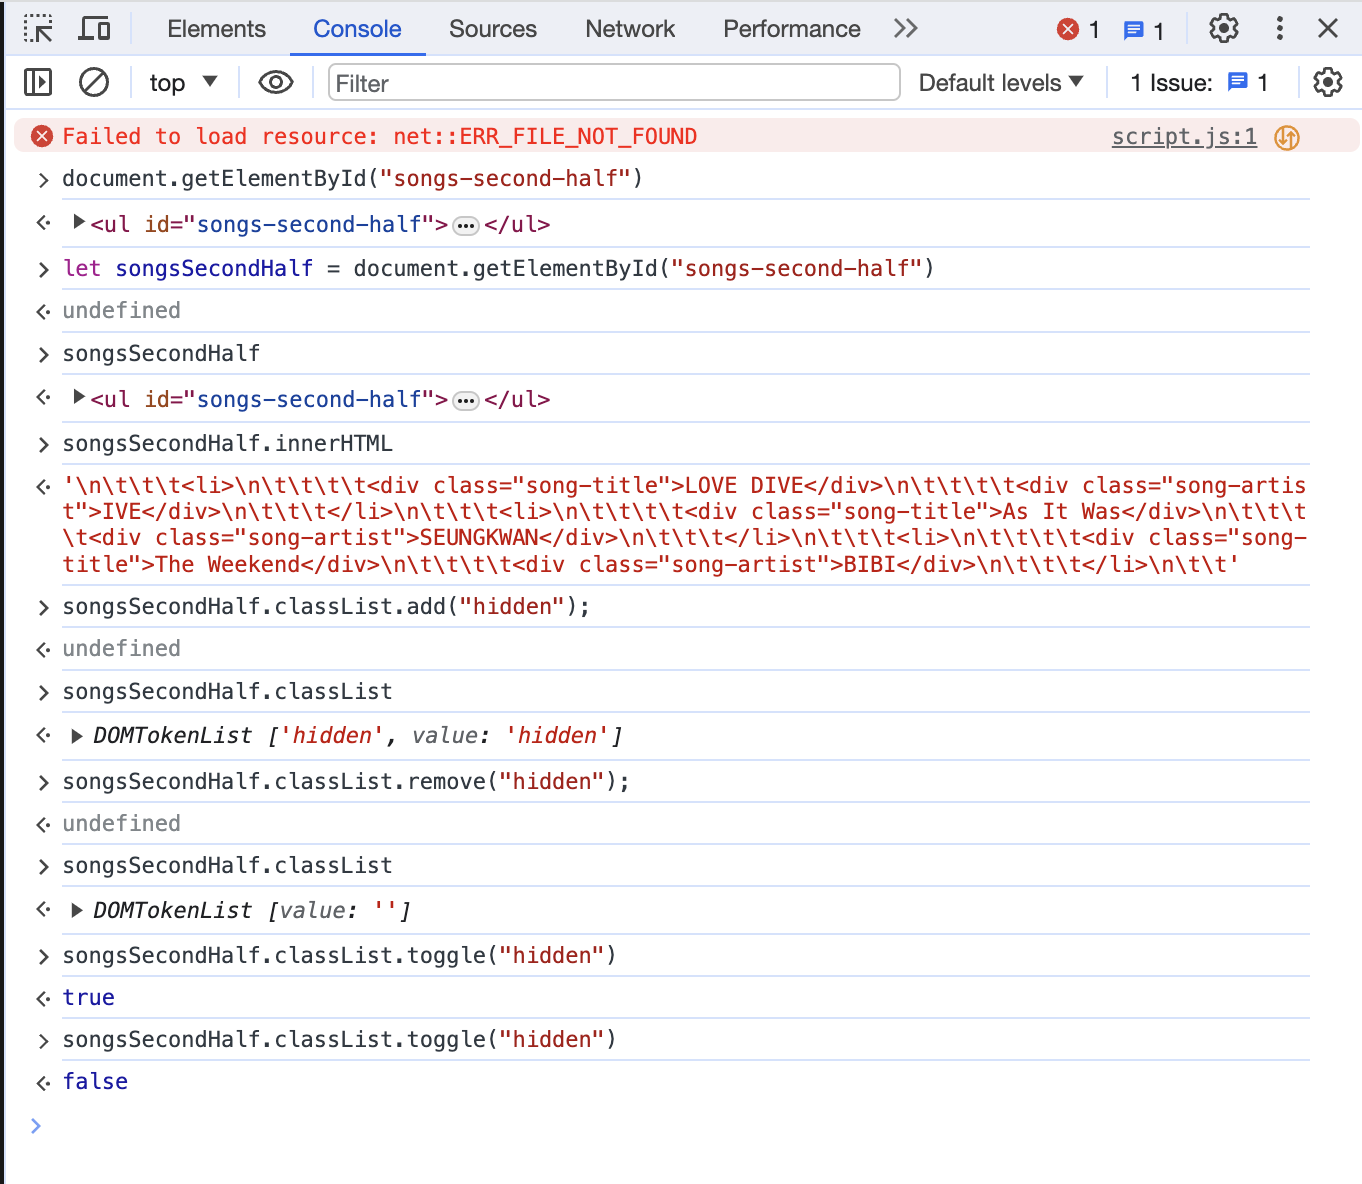 Elements Console Sources Network Performance 1 1
top Filter Default levels 1 Issue: 1
Failed to load resource: net::ERR_FILE_NOT_FOUND script.js:1
document.getElementById("songs-second-half")
<ul id="songs-second-half">…</ul>
let songsSecondHalf = document.getElementById("songs-second-half")
undefined
songsSecondHalf
<ul id="songs-second-half">…</ul>
songsSecondHalf.innerHTML
'\n\t\t\t<li>\n\t\t\t\t<div class="song-title">LOVE DIVE</div>\n\t\t\t\t<div class="song-artis
t">IVE</div>\n\t\t\t</li>\n\t\t\t<li>\n\t\t\t\t<div class="song-title">As It Was</div>\n\t\t\t
\t<div class="song-artist">SEUNGKWAN</div>\n\t\t\t</li>\n\t\t\t<li>\n\t\t\t\t<div class="song-
title">The Weekend</div>\n\t\t\t\t<div class="song-artist">BIBI</div>\n\t\t\t</li>\n\t\t'
songsSecondHalf.classList.add("hidden");
undefined
songsSecondHalf.classList
DOMTokenList ['hidden', value: 'hidden']
songsSecondHalf.classList.remove("hidden");
undefined
songsSecondHalf.classList
DOMTokenList [value: '']
songsSecondHalf.classList.toggle("hidden")
true
songsSecondHalf.classList.toggle("hidden")
false